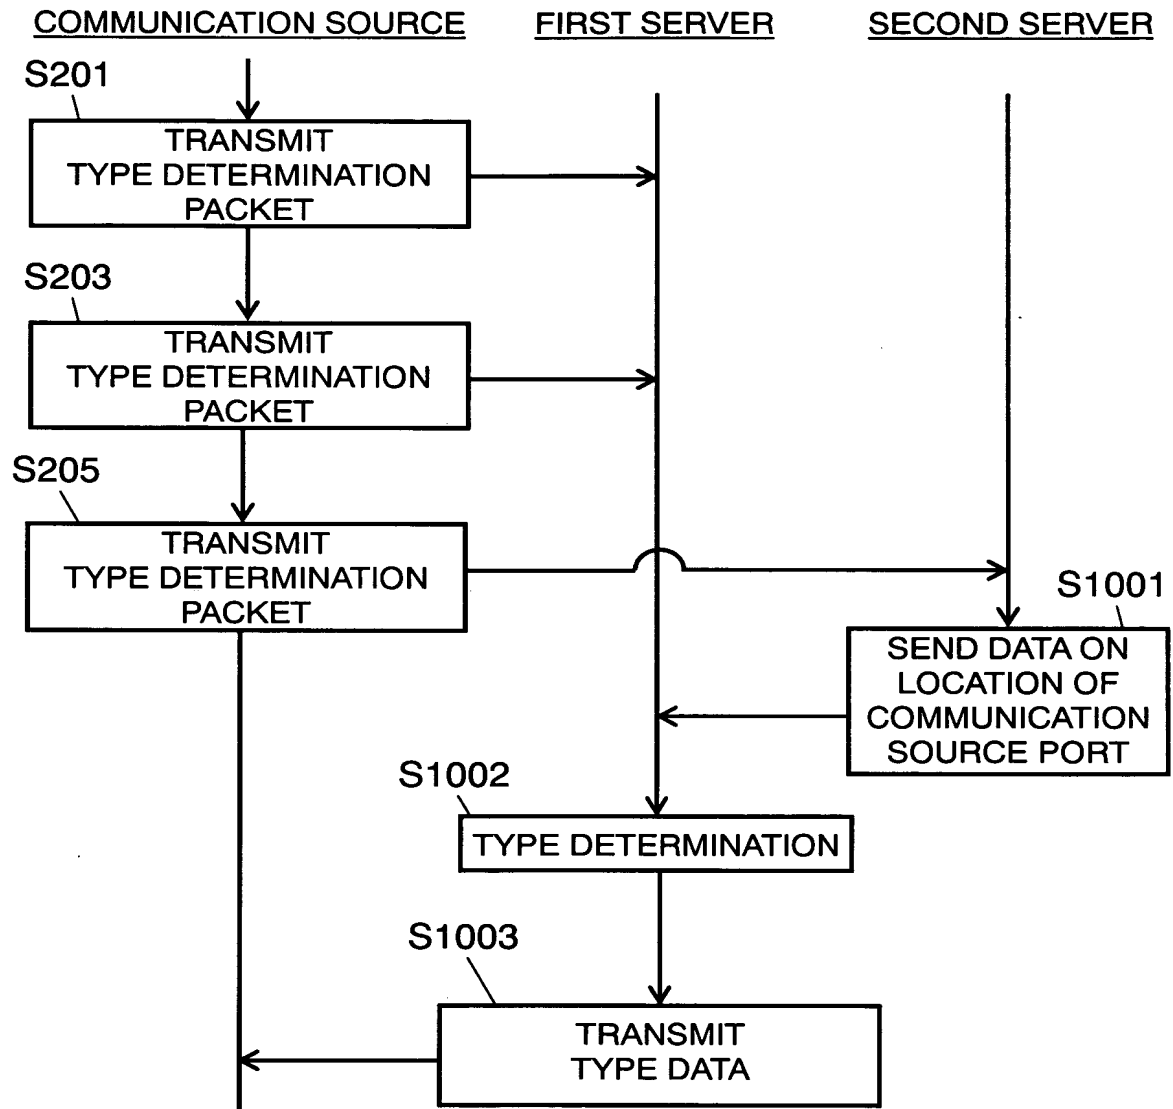 COMMUNICATION SOURCE
FIRST SERVER
SECOND SERVER
S201
TRANSMIT
TYPE DETERMINATION
PACKET
S203
TRANSMIT
TYPE DETERMINATION
PACKET
S205
TRANSMIT
TYPE DETERMINATION
PACKET
S1001
SEND DATA ON
LOCATION OF
COMMUNICATION
SOURCE PORT
S1002
TYPE DETERMINATION
S1003
TRANSMIT
TYPE DATA